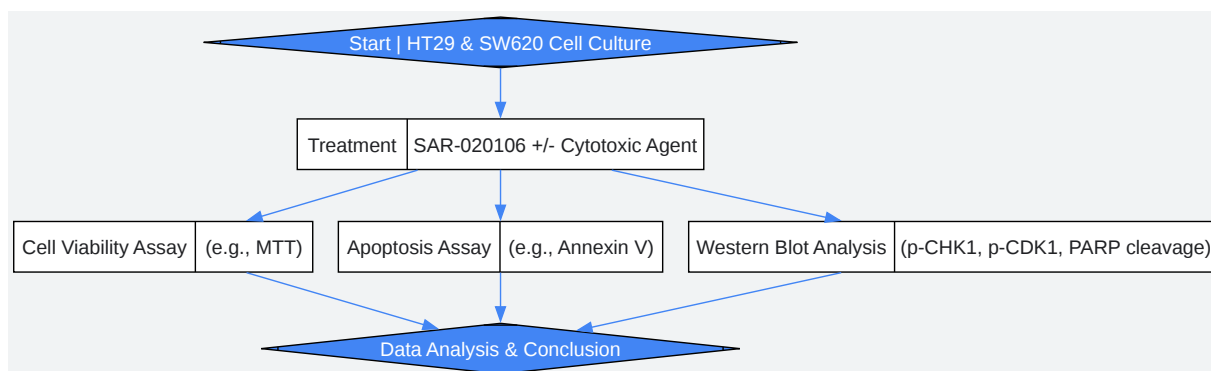 Start | HT29 & SW620 Cell Culture
Treatment
SAR-020106 +/- Cytotoxic Agent
Cell Viability Assay
(e.g., MTT)
Apoptosis Assay
(e.g., Annexin V)
Western Blot Analysis
(p-CHK1, p-CDK1, PARP cleavage)
Data Analysis & Conclusion